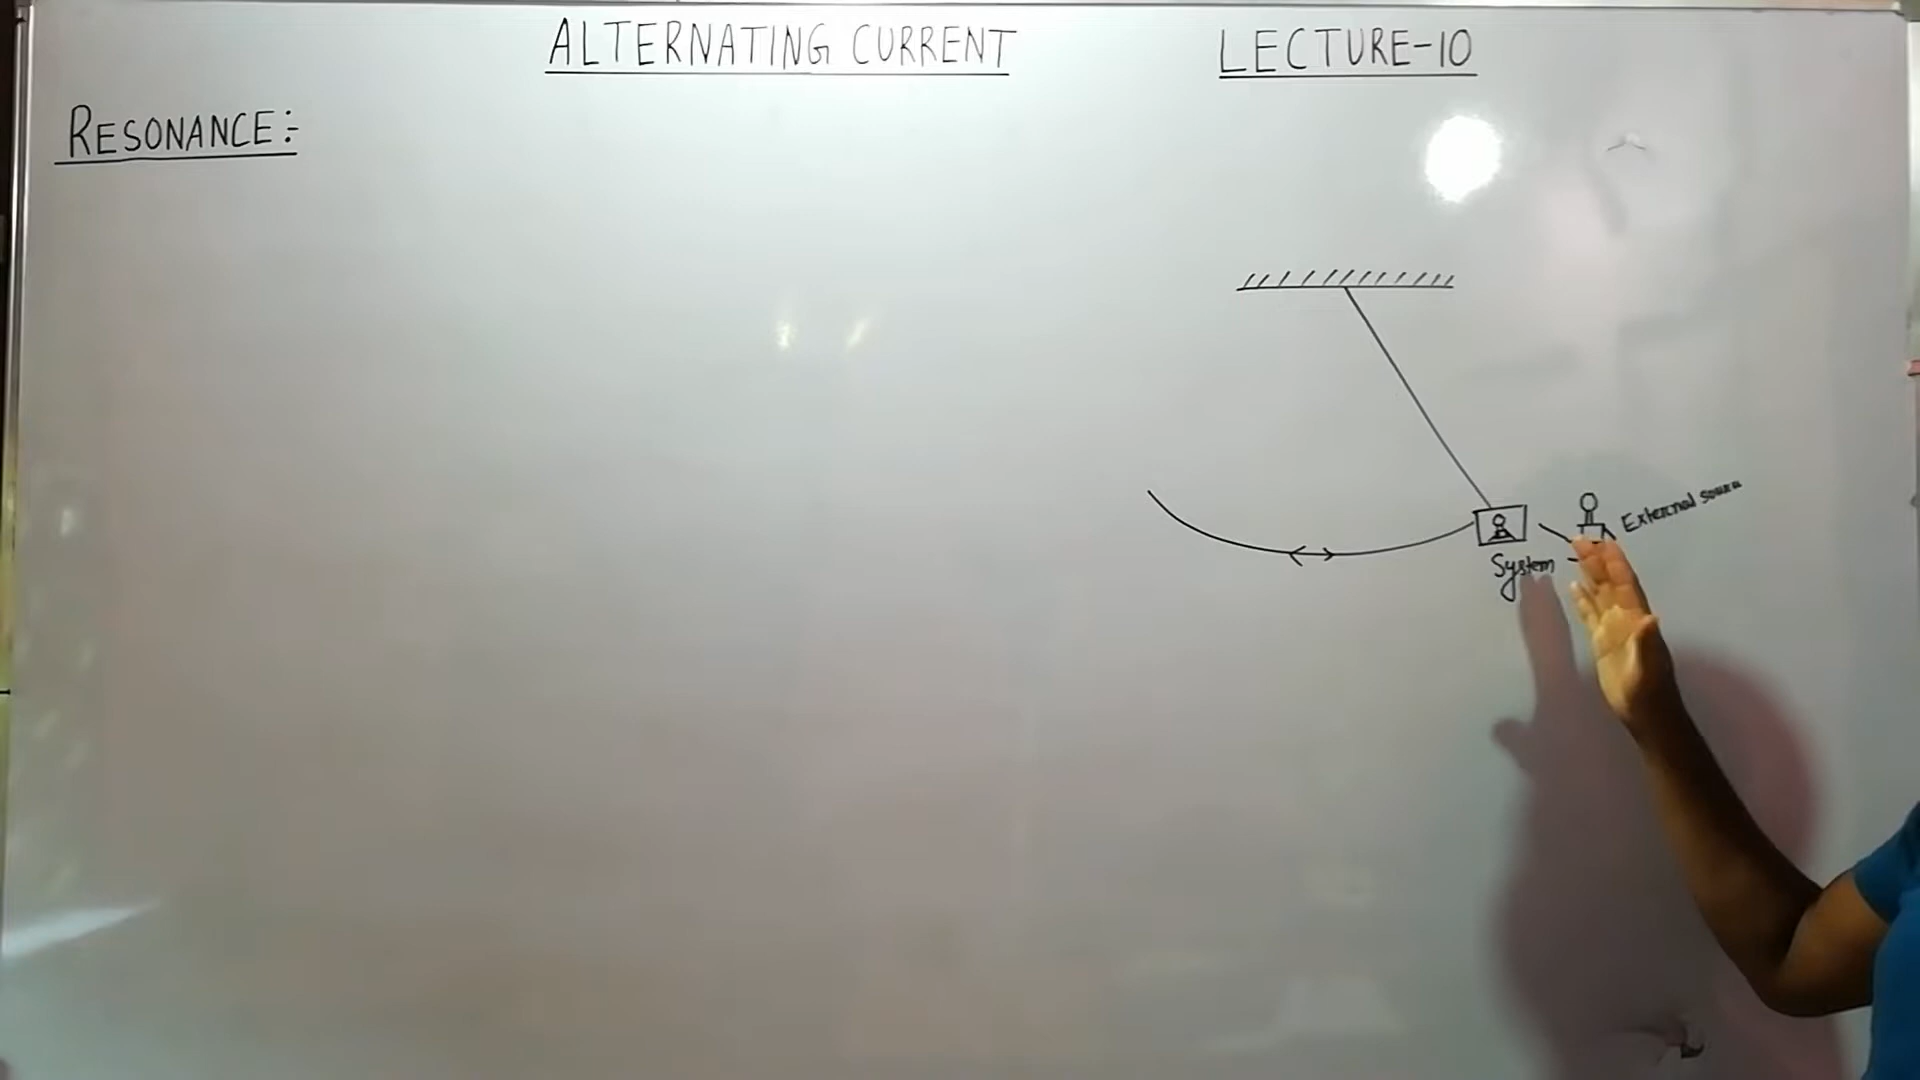 ALTERNATING CURRENT
LECTURE-10
RESONANCE:-
External source
System